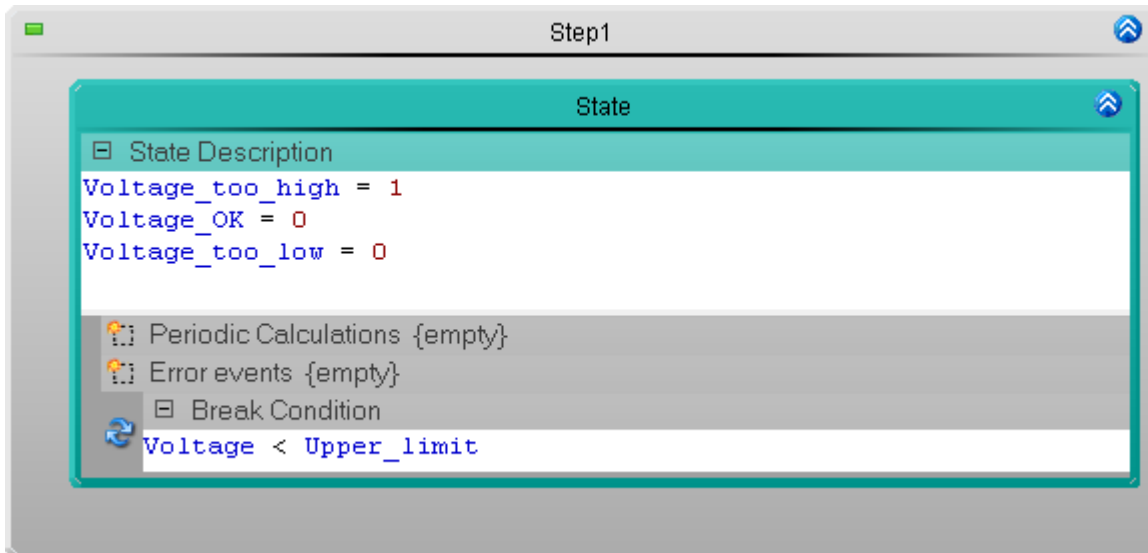 Step1
State
State Description
Voltage_too_high = 1
Voltage_OK = 0
Voltage_too_low = 0
Periodic Calculations {empty}
Error events {empty}
Break Condition
Voltage < Upper_limit